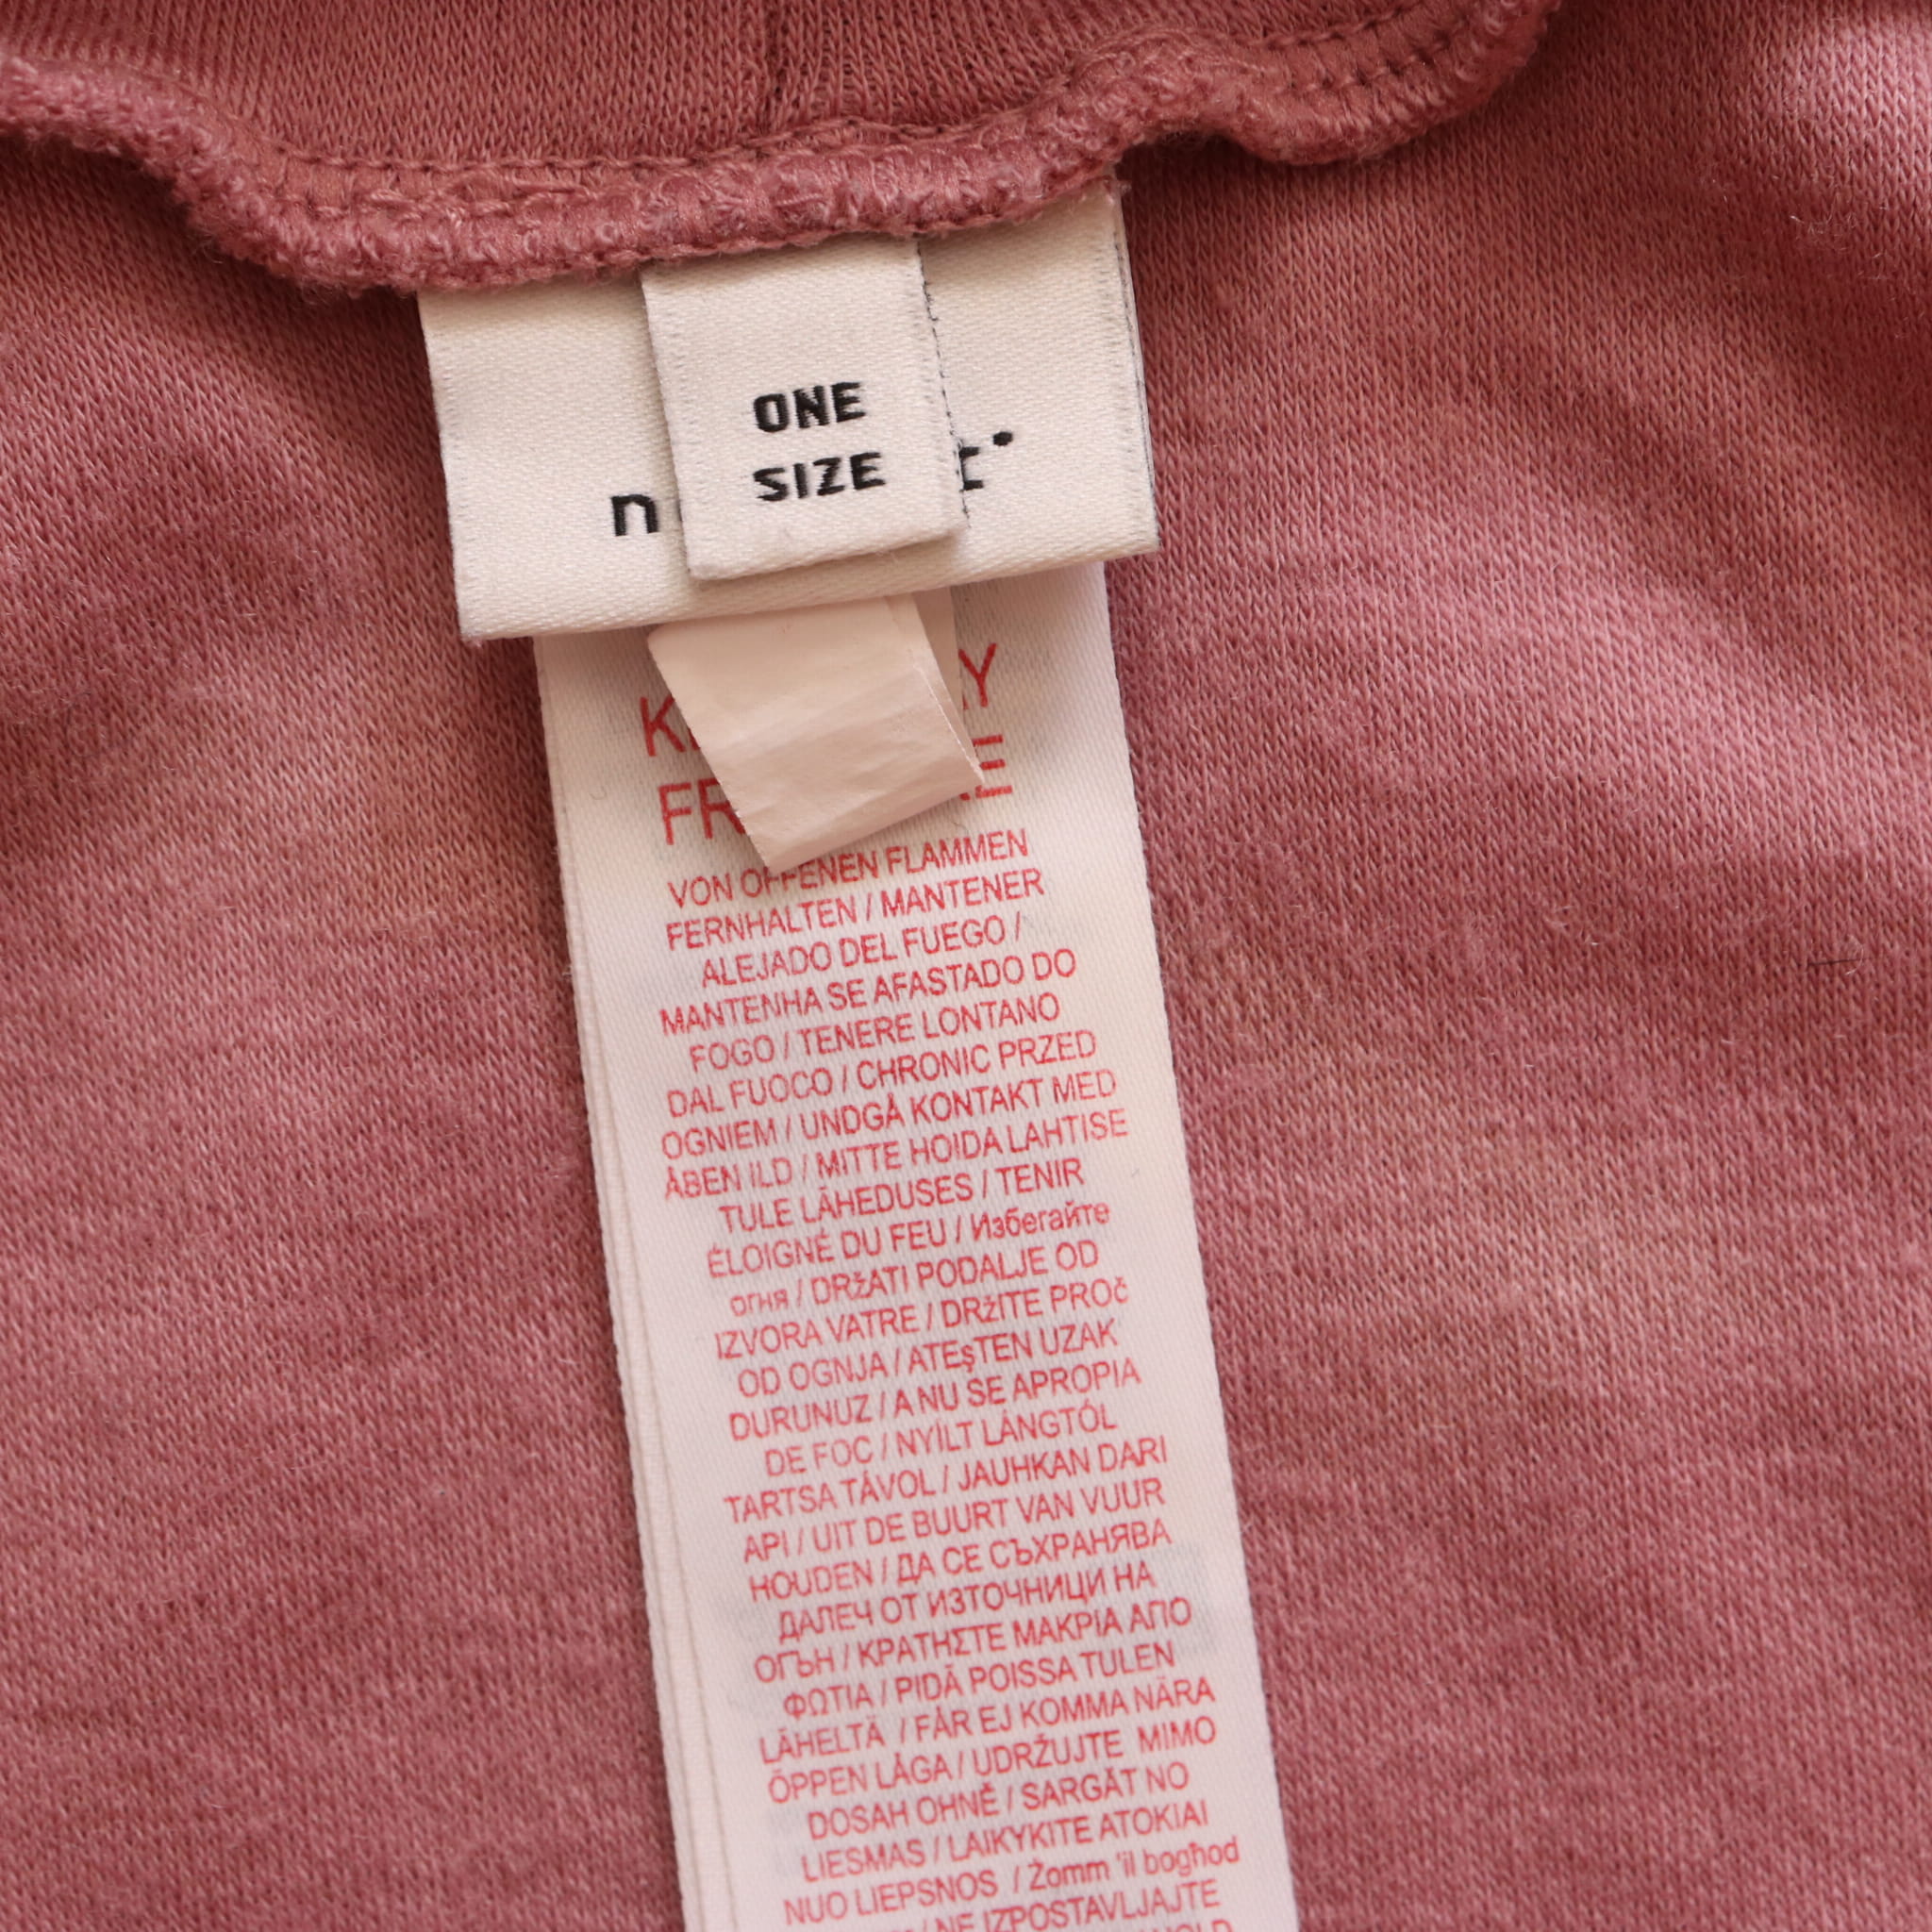 ONE
SIZE
VON OFFENEN FLAMMEN
FERNHALTEN / MANTENER
ALEJADO DEL FUEGO /
MANTENHA SE AFASTADO DO
FOGO / TENERE LONTANO
DAL FUOCO / CHRONIC PRZED
OGNIEM / UNDGÅ KONTAKT MED
ÅBEN ILD / MITTE HOIDA LAHTISE
TULE LÄHEDUSES / TENIR
ÉLOIGNÉ DU FEU / Избегайте
огня / DRžATI PODALJE OD
IZVORA VATRE / DRžITE PROč
OD OGNJA / ATEşTEN UZAK
DURUNUZ / A NU SE APROPIA
DE FOC / NYÍLT LÁNGTÓL
TARTSA TÁVOL / JAUHKAN DARI
API / UIT DE BUURT VAN VUUR
HOUDEN / ДА СЕ СЪХРАНЯВА
ДАЛЕЧ ОТ ИЗТОЧНИЦИ НА
ОГЪН / ΚΡΑΤΗΣΤΕ ΜΑΚΡΙΑ ΑΠΟ
ΦΩΤΙΑ / PIDÄ POISSA TULEN
LÄHELTÄ / FÅR EJ KOMMA NÄRA
ÖPPEN LÅGA / UDRŽUJTE MIMO
DOSAH OHNĚ / SARGĀT NO
LIESMAS / LAIKYKITE ATOKIAI
NUO LIEPSNOS / Żomm 'il bogħod
/ NE IZPOSTAVLJAJTE